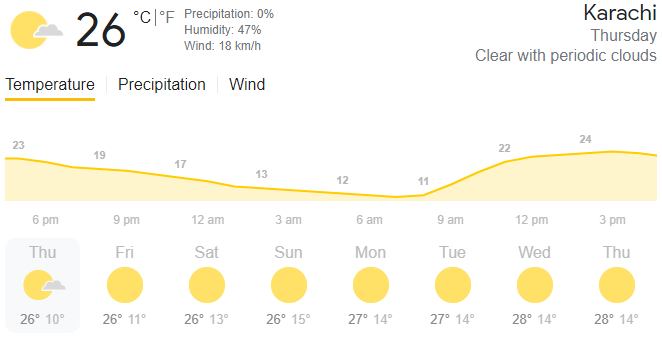 26 °C | °F
Precipitation: 0%
Humidity: 47%
Wind: 18 km/h
Karachi
Thursday
Clear with periodic clouds
Temperature Precipitation Wind
23 19 17 13 12 11 22 24
6 pm 9 pm 12 am 3 am 6 am 9 am 12 pm 3 pm
Thu Fri Sat Sun Mon Tue Wed Thu
26° 10° 26° 11° 26° 13° 26° 15° 27° 14° 27° 14° 28° 14° 28° 14°